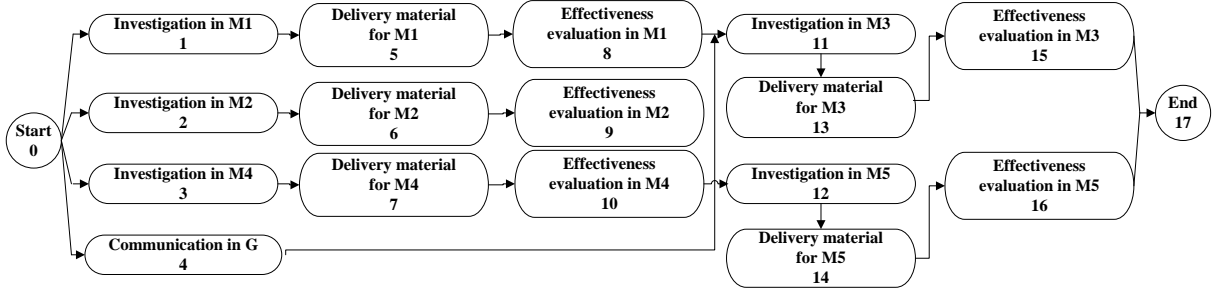 Start
0
Investigation in M1
1
Delivery material
for M1
5
Effectiveness
evaluation in M1
8
Investigation in M3
11
Effectiveness
evaluation in M3
15
Investigation in M2
2
Delivery material
for M2
6
Effectiveness
evaluation in M2
9
Delivery material
for M3
13
End
17
Investigation in M4
3
Delivery material
for M4
7
Effectiveness
evaluation in M4
10
Investigation in M5
12
Effectiveness
evaluation in M5
16
Communication in G
4
Delivery material
for M5
14